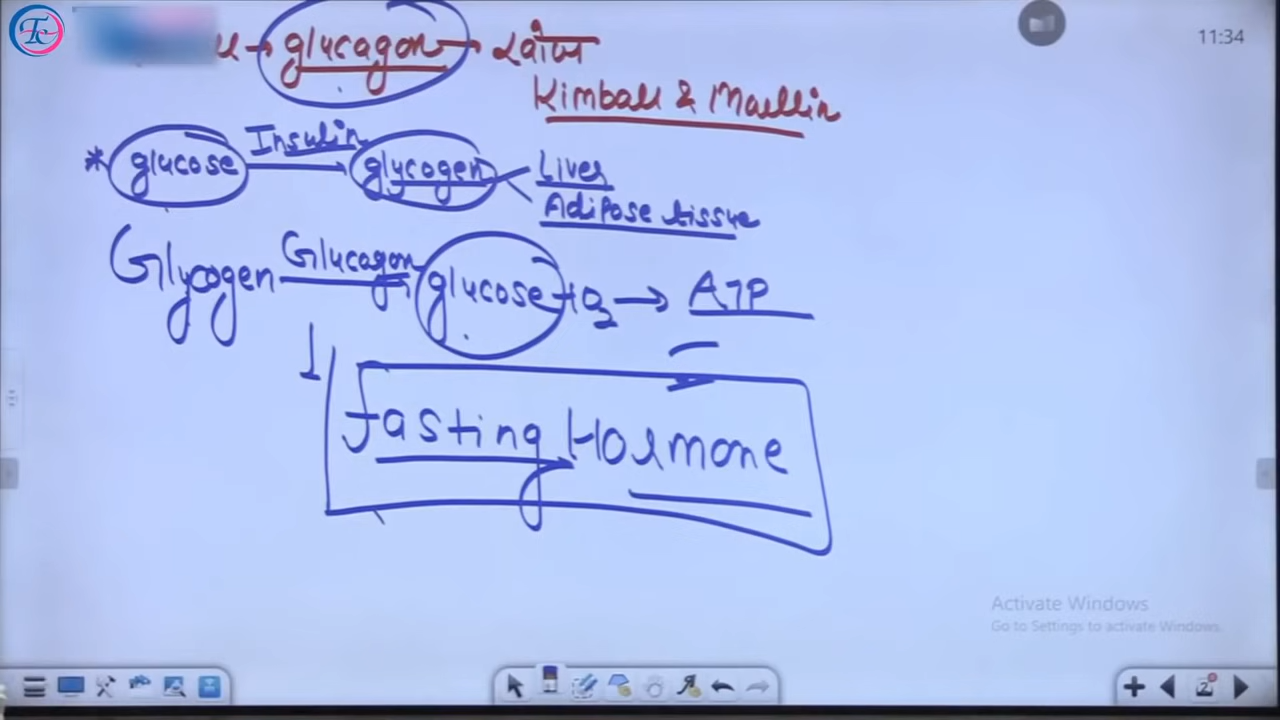 glucagon → खोज
Kimball & Murlin
* glucose Insulin glycogen Liver
Adipose tissue
Glycogen Glucagon glucose + O2 → ATP
fasting Hormone
11:34
Activate Windows
Go to Settings to activate Windows.